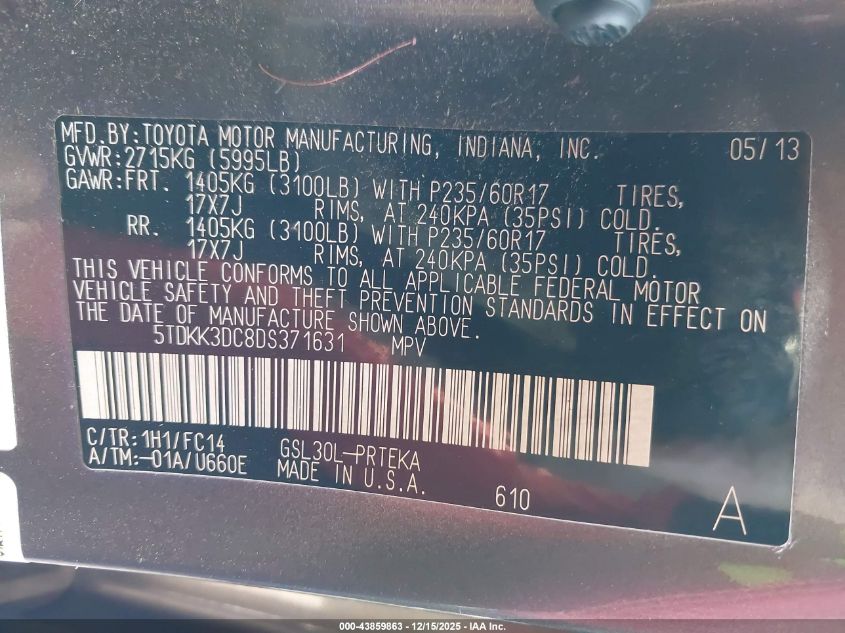 MFD.BY:TOYOTA MOTOR MANUFACTURING, INDIANA, INC. 05/13
GVWR:2715KG (5995LB)
GAWR:FRT. 1405KG (3100LB) WITH P235/60R17 TIRES,
17X7J RIMS, AT 240KPA (35PSI) COLD.
RR. 1405KG (3100LB) WITH P235/60R17 TIRES,
17X7J RIMS, AT 240KPA (35PSI) COLD.
THIS VEHICLE CONFORMS TO ALL APPLICABLE FEDERAL MOTOR
VEHICLE SAFETY AND THEFT PREVENTION STANDARDS IN EFFECT ON
THE DATE OF MANUFACTURE SHOWN ABOVE.
5TDKK3DC8DS371631 MPV
C/TR:1H1/FC14 GSL30L-PRTEKA
A/TM:-01A/U660E MADE IN U.S.A. 610 A
000-43859863 - 12/15/2025 - IAA Inc.